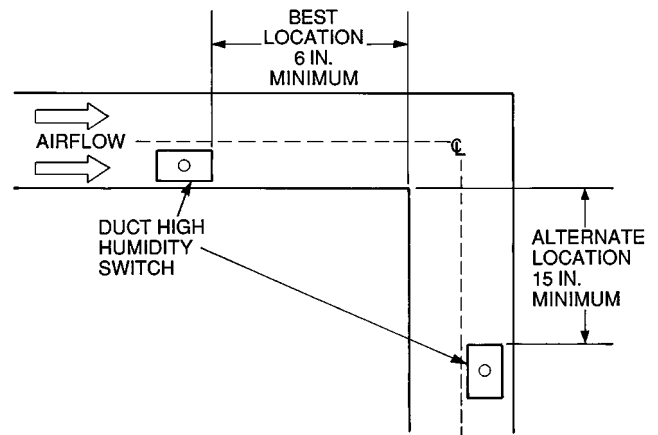 BEST
LOCATION
6 IN.
MINIMUM
AIRFLOW
℄
DUCT HIGH
HUMIDITY
SWITCH
ALTERNATE
LOCATION
15 IN.
MINIMUM